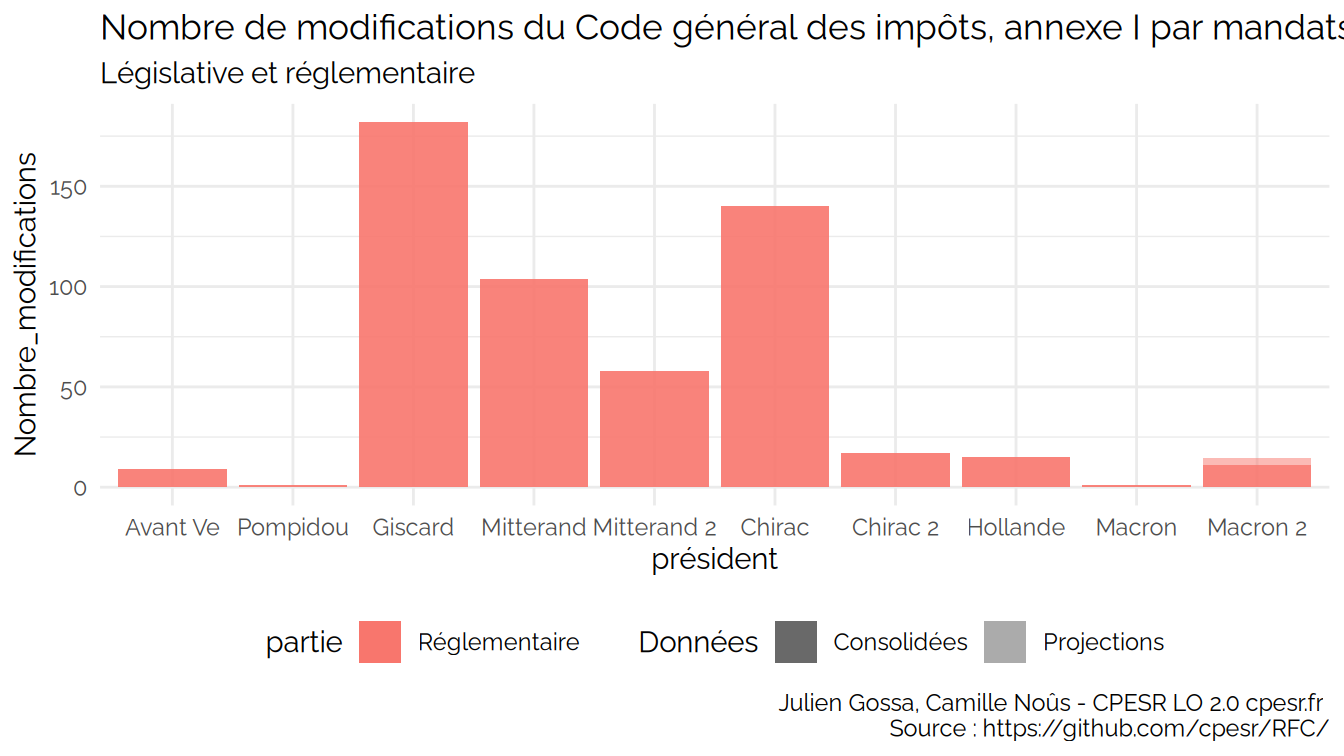 Nombre de modifications du Code général des impôts, annexe I par mandats
Législative et réglementaire
Nombre_modifications
150
100
50
0
Avant Ve Pompidou Giscard Mitterand Mitterand 2 Chirac Chirac 2 Hollande Macron Macron 2
président
partie Réglementaire Données Consolidées Projections
Julien Gossa, Camille Noûs - CPESR LO 2.0 cpesr.fr
Source : https://github.com/cpesr/RFC/